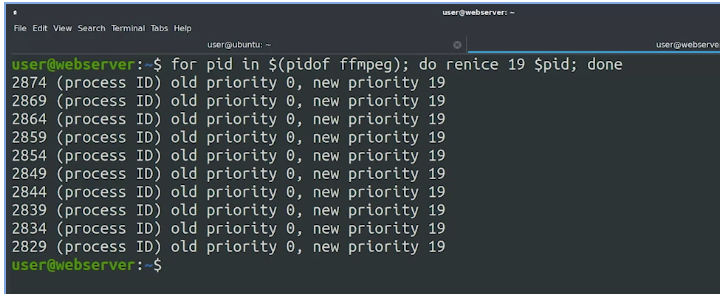 user@webserver: ~
File Edit View Search Terminal Tabs Help
user@ubuntu: ~
user@webserve
user@webserver:~$ for pid in $(pidof ffmpeg); do renice 19 $pid; done
2874 (process ID) old priority 0, new priority 19
2869 (process ID) old priority 0, new priority 19
2864 (process ID) old priority 0, new priority 19
2859 (process ID) old priority 0, new priority 19
2854 (process ID) old priority 0, new priority 19
2849 (process ID) old priority 0, new priority 19
2844 (process ID) old priority 0, new priority 19
2839 (process ID) old priority 0, new priority 19
2834 (process ID) old priority 0, new priority 19
2829 (process ID) old priority 0, new priority 19
user@webserver:~$